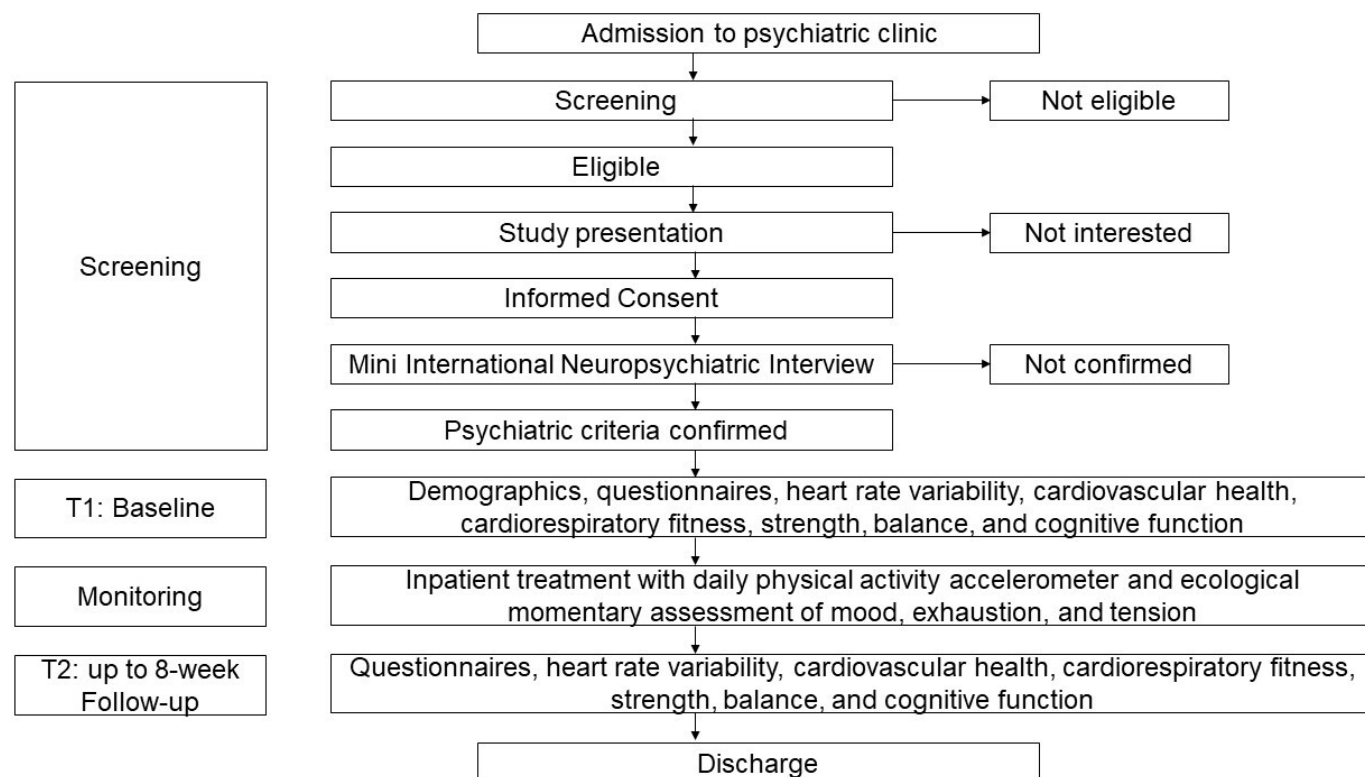 Admission to psychiatric clinic
Screening
Screening
Not eligible
Eligible
Study presentation
Not interested
Informed Consent
Mini International Neuropsychiatric Interview
Not confirmed
Psychiatric criteria confirmed
T1: Baseline
Demographics, questionnaires, heart rate variability, cardiovascular health,
cardiorespiratory fitness, strength, balance, and cognitive function
Monitoring
Inpatient treatment with daily physical activity accelerometer and ecological
momentary assessment of mood, exhaustion, and tension
T2: up to 8-week
Follow-up
Questionnaires, heart rate variability, cardiovascular health, cardiorespiratory fitness,
strength, balance, and cognitive function
Discharge